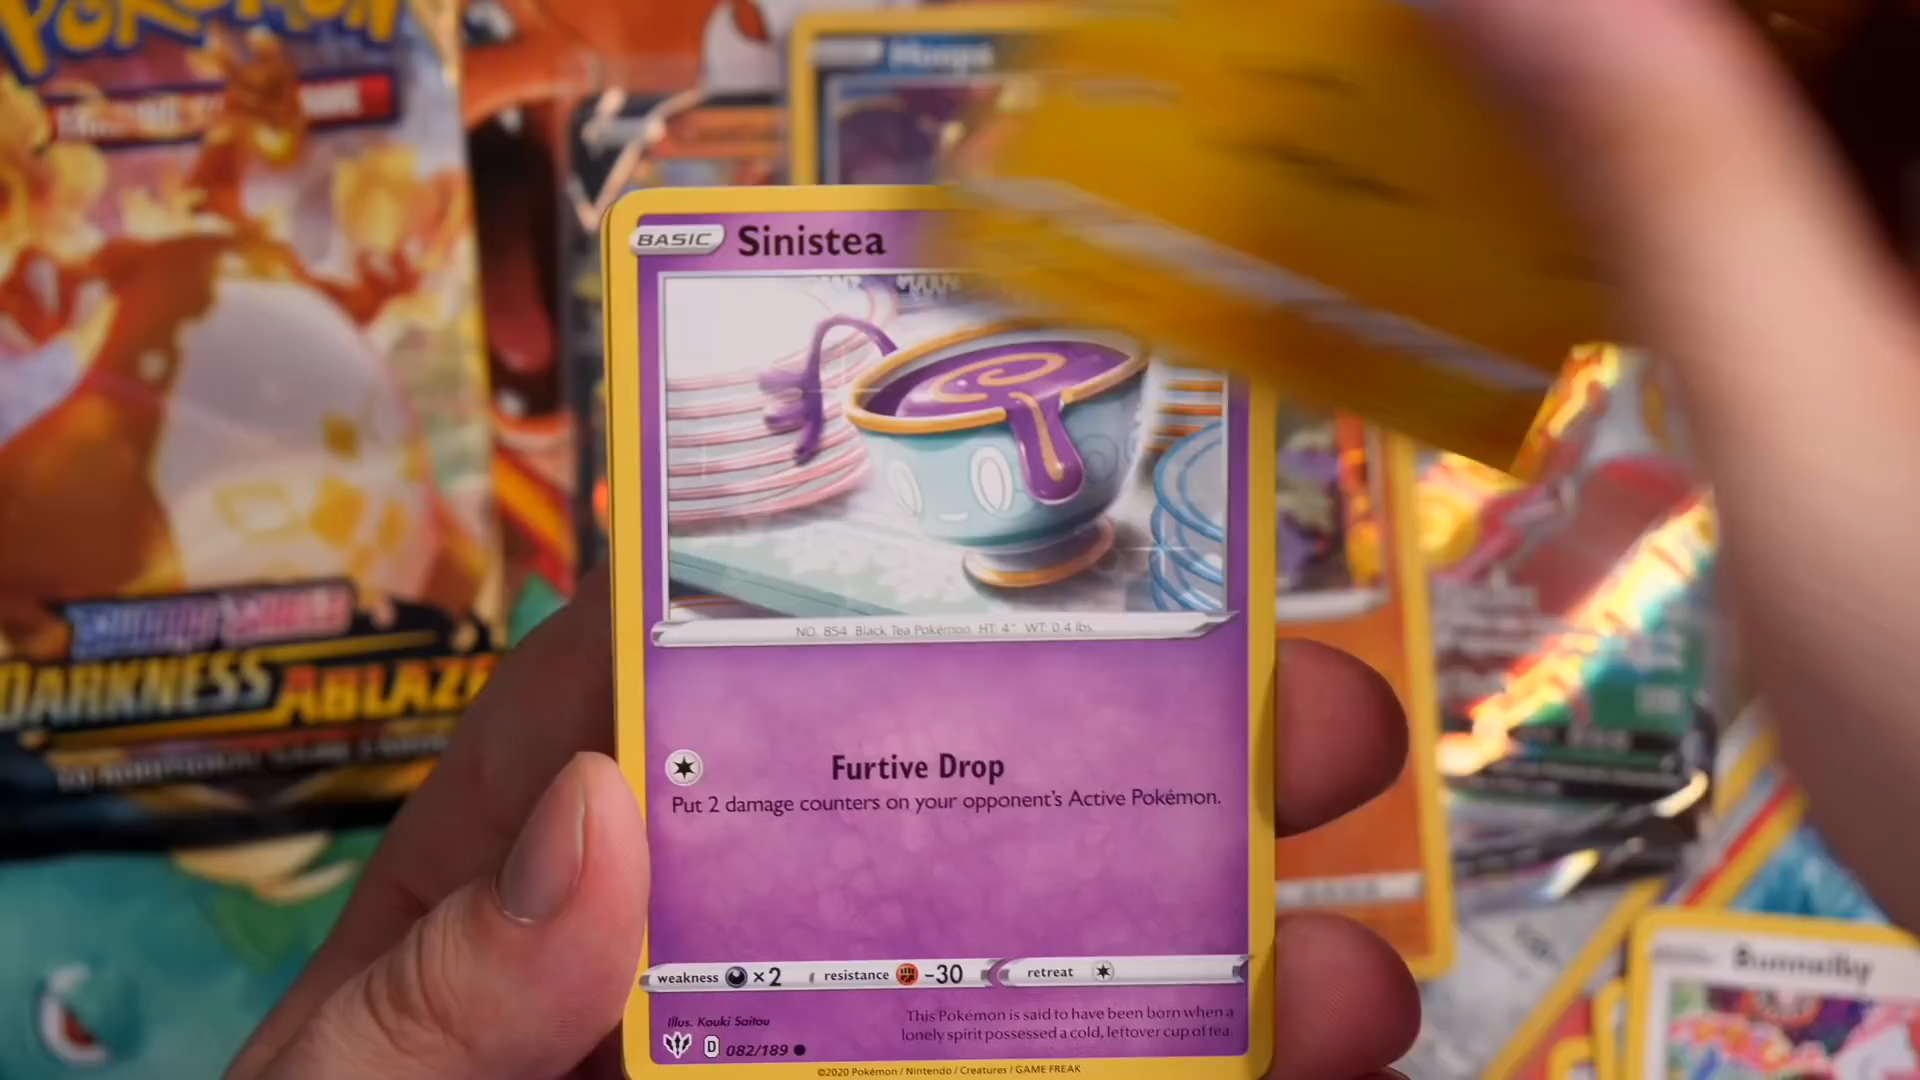 POKÉMON
Hoopa
BASIC Sinistea
NO. 854 Black Tea Pokémon HT: 4" WT: 0.4 lbs.
DARKNESS ABLAZE
Furtive Drop
Put 2 damage counters on your opponent's Active Pokémon.
weakness ×2 resistance -30 retreat
Bunnelby
Illus. Kouki Saitou
This Pokémon is said to have been born when a
lonely spirit possessed a cold, leftover cup of tea.
D 082/189
©2020 Pokémon / Nintendo / Creatures / GAME FREAK